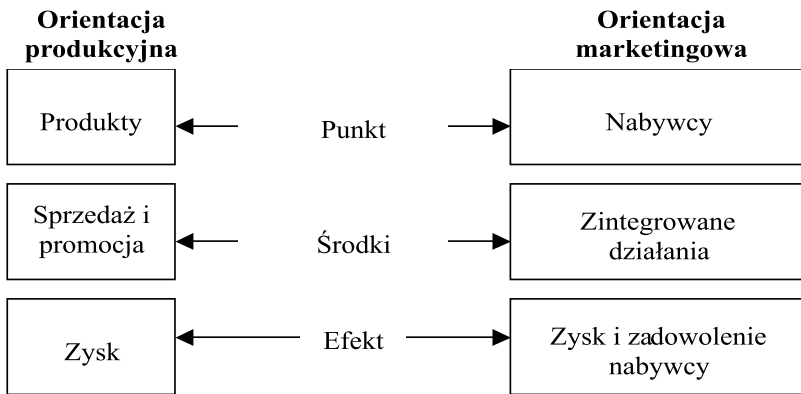 Orientacja
produkcyjna
Orientacja
marketingowa
Produkty
Punkt
Nabywcy
Sprzedaż i
promocja
Środki
Zintegrowane
działania
Zysk
Efekt
Zysk i zadowolenie
nabywcy